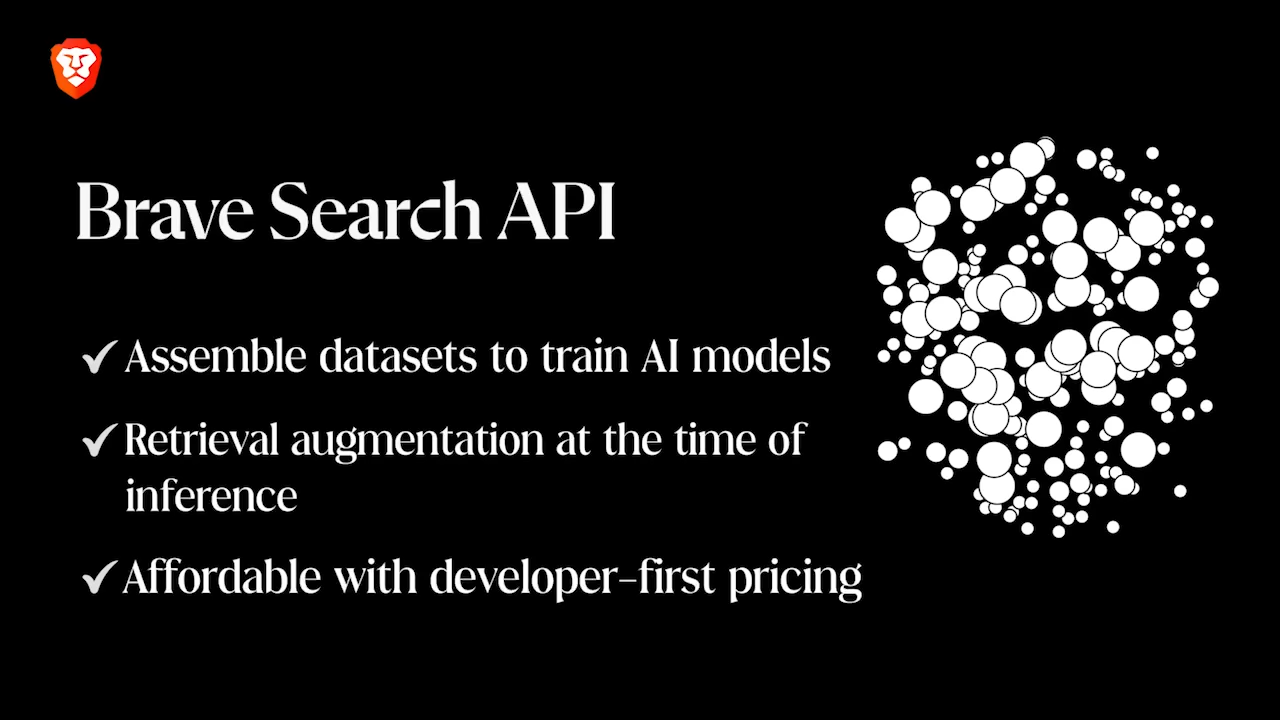 Brave Search API
✓ Assemble datasets to train AI models
✓ Retrieval augmentation at the time of
inference
✓ Affordable with developer-first pricing